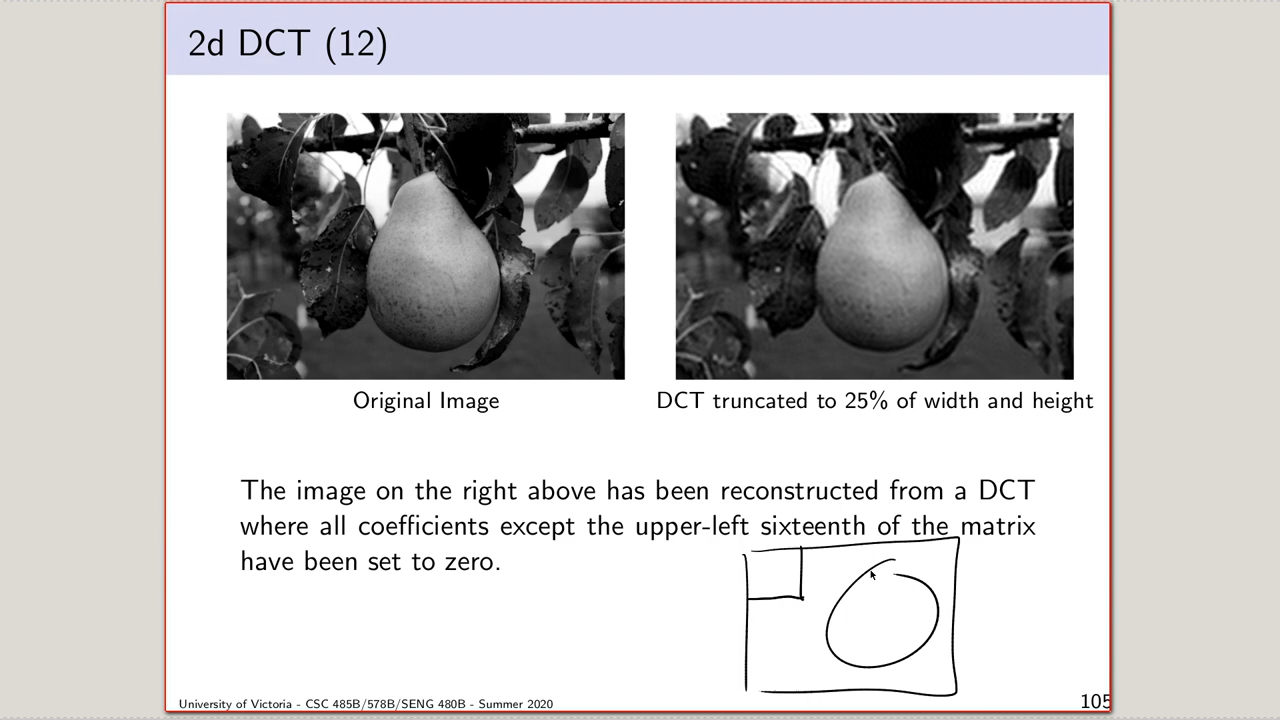 2d DCT (12)
Original Image
DCT truncated to 25% of width and height
The image on the right above has been reconstructed from a DCT
where all coefficients except the upper-left sixteenth of the matrix
have been set to zero.
University of Victoria - CSC 485B/578B/SENG 480B - Summer 2020
105